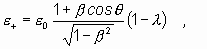 ε₊ = ε₀ (1 + β cos θ)/√(1 − β²) (1 − λ) ,